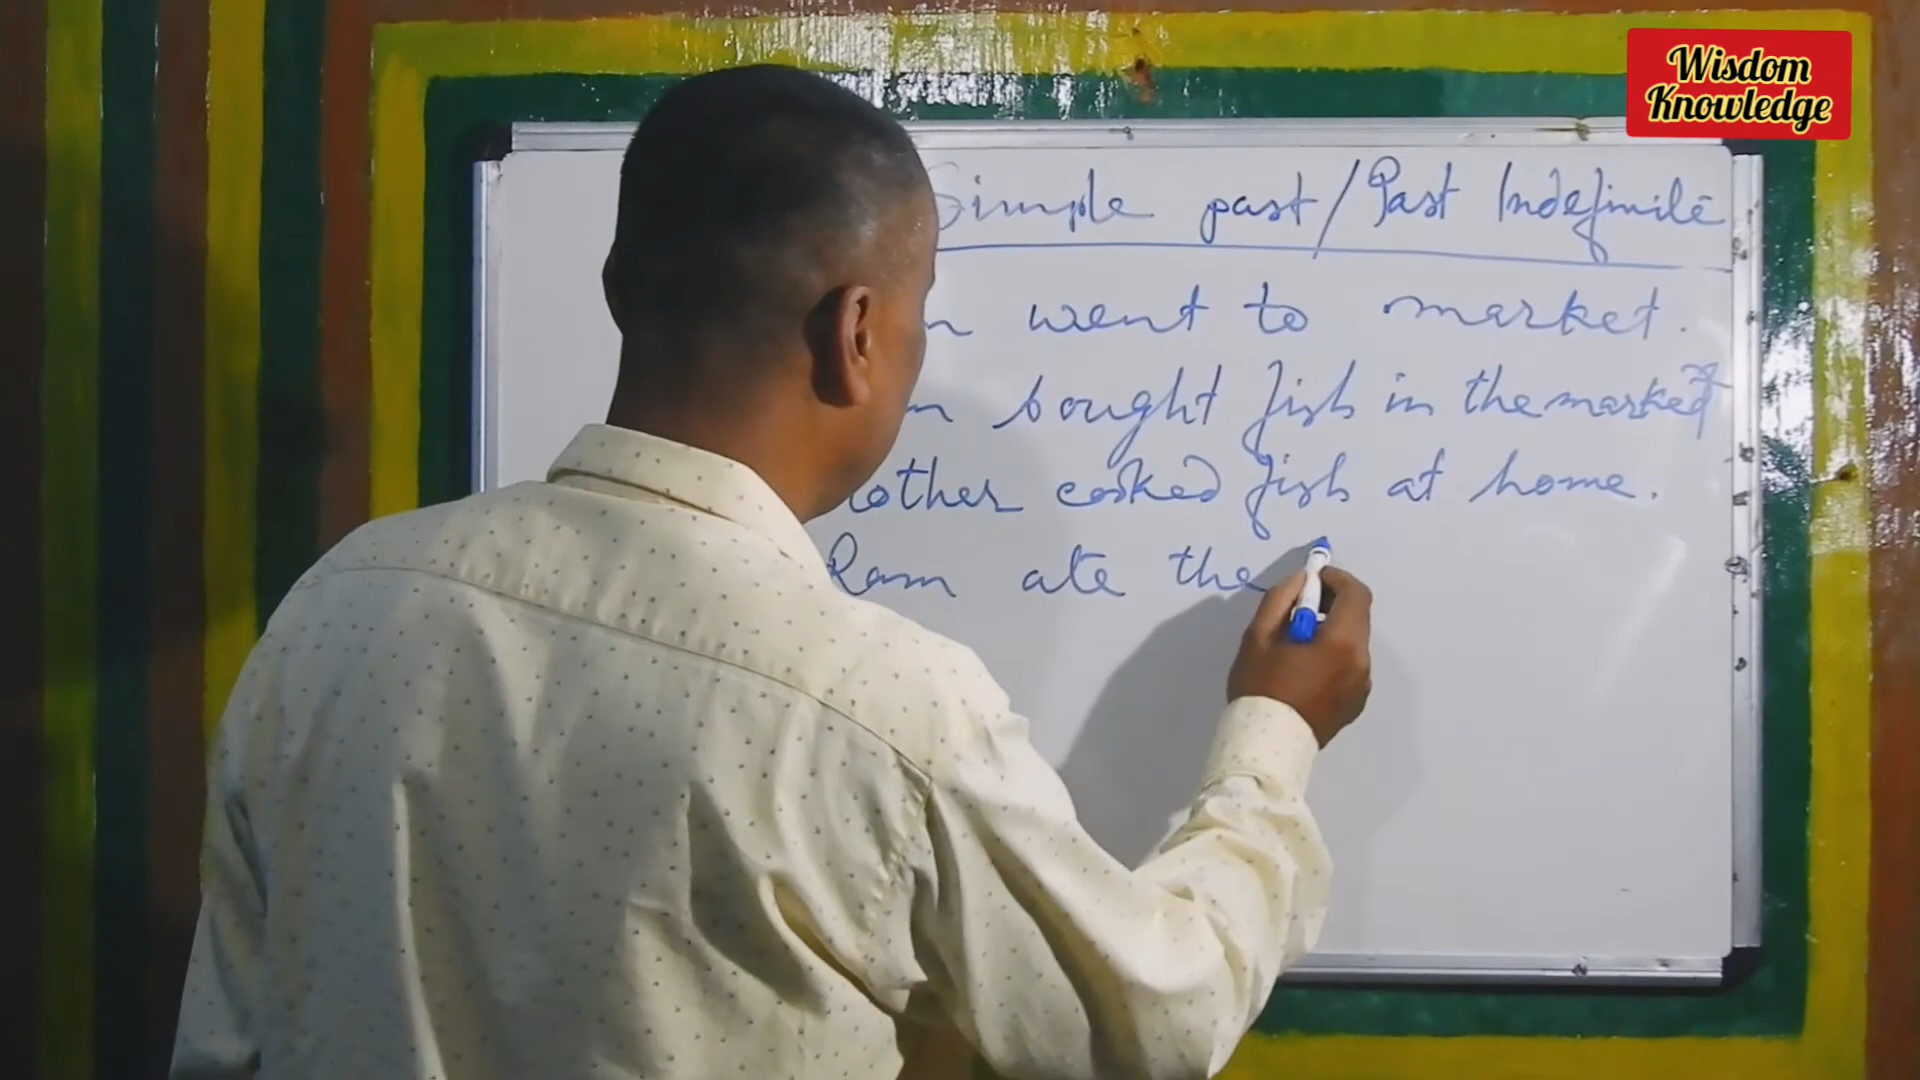 Wisdom
Knowledge
Simple past / Past Indefinite
went to market.
bought fish in the market
cooked fish at home.
Ram ate the